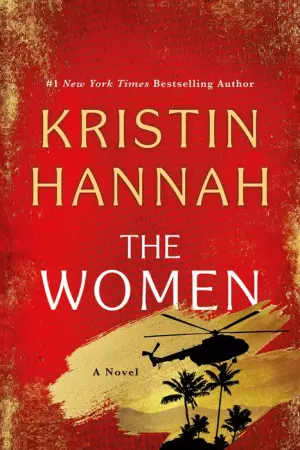 #1 New York Times Bestselling Author
KRISTIN
HANNAH
THE
WOMEN
A Novel